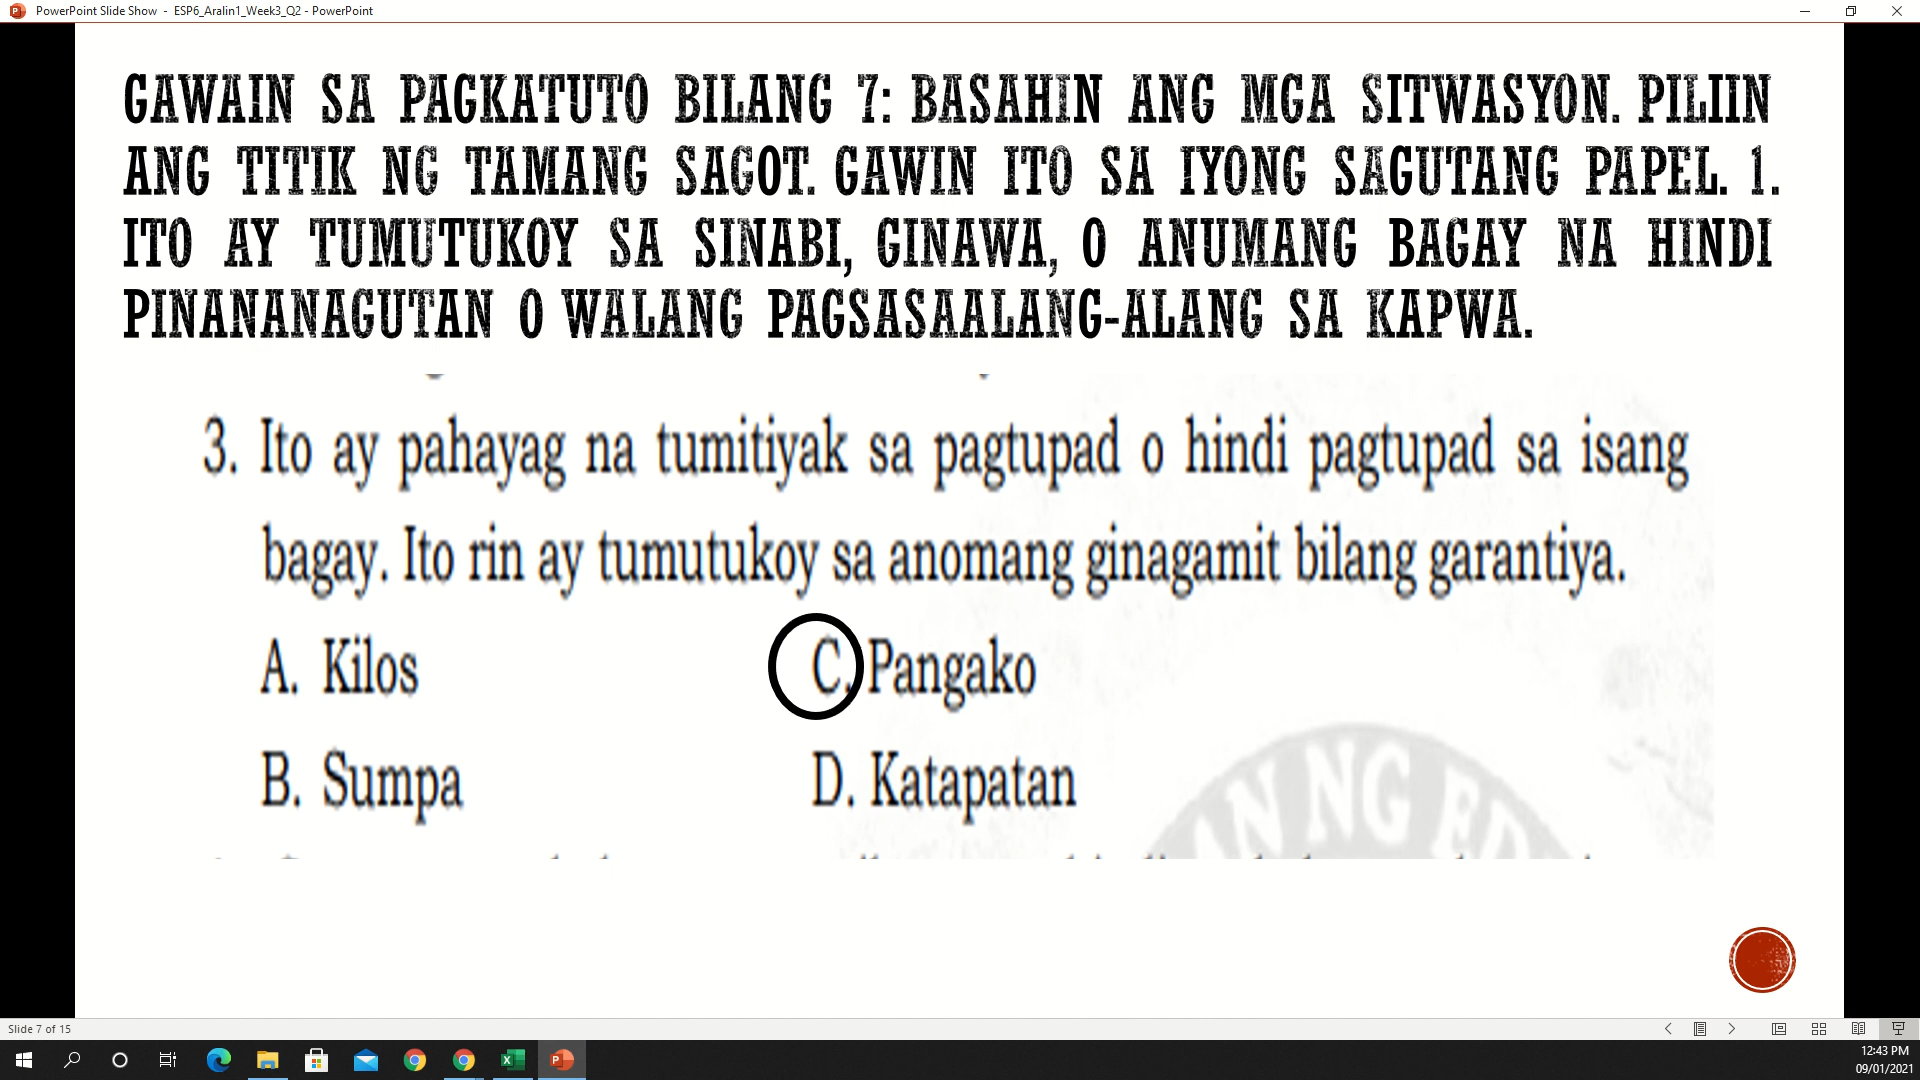 PowerPoint Slide Show - ESP6_Aralin1_Week3_Q2 - PowerPoint
GAWAIN SA PAGKATUTO BILANG 7: BASAHIN ANG MGA SITWASYON. PILIIN
ANG TITIK NG TAMANG SAGOT. GAWIN ITO SA IYONG SAGUTANG PAPEL. 1.
ITO AY TUMUTUKOY SA SINABI, GINAWA, O ANUMANG BAGAY NA HINDI
PINANANAGUTAN O WALANG PAGSASAALANG-ALANG SA KAPWA.
3. Ito ay pahayag na tumitiyak sa pagtupad o hindi pagtupad sa isang
bagay. Ito rin ay tumutukoy sa anomang ginagamit bilang garantiya.
A. Kilos
C. Pangako
B. Sumpa
D. Katapatan
NG
Slide 7 of 15
12:43 PM
09/01/2021